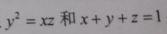 y² = xz 和 x + y + z = 1